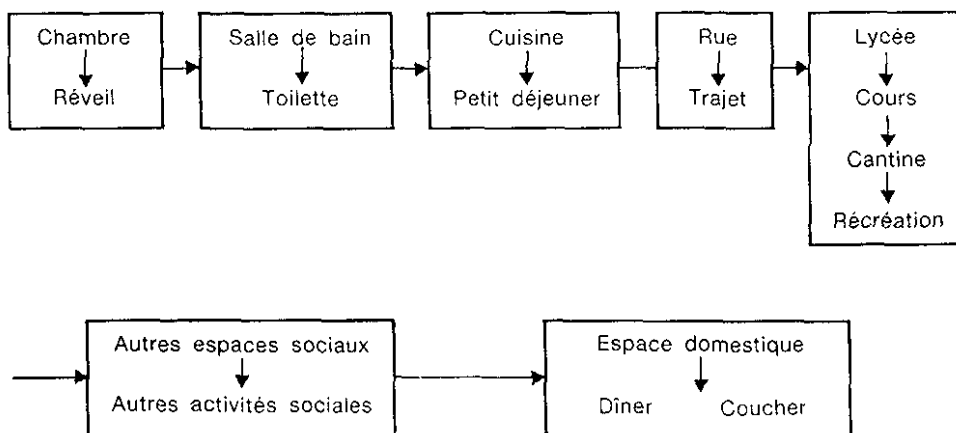 Chambre
Réveil
Salle de bain
Toilette
Cuisine
Petit déjeuner
Rue
Trajet
Lycée
Cours
Cantine
Récréation
Autres espaces sociaux
Autres activités sociales
Espace domestique
Dîner Coucher